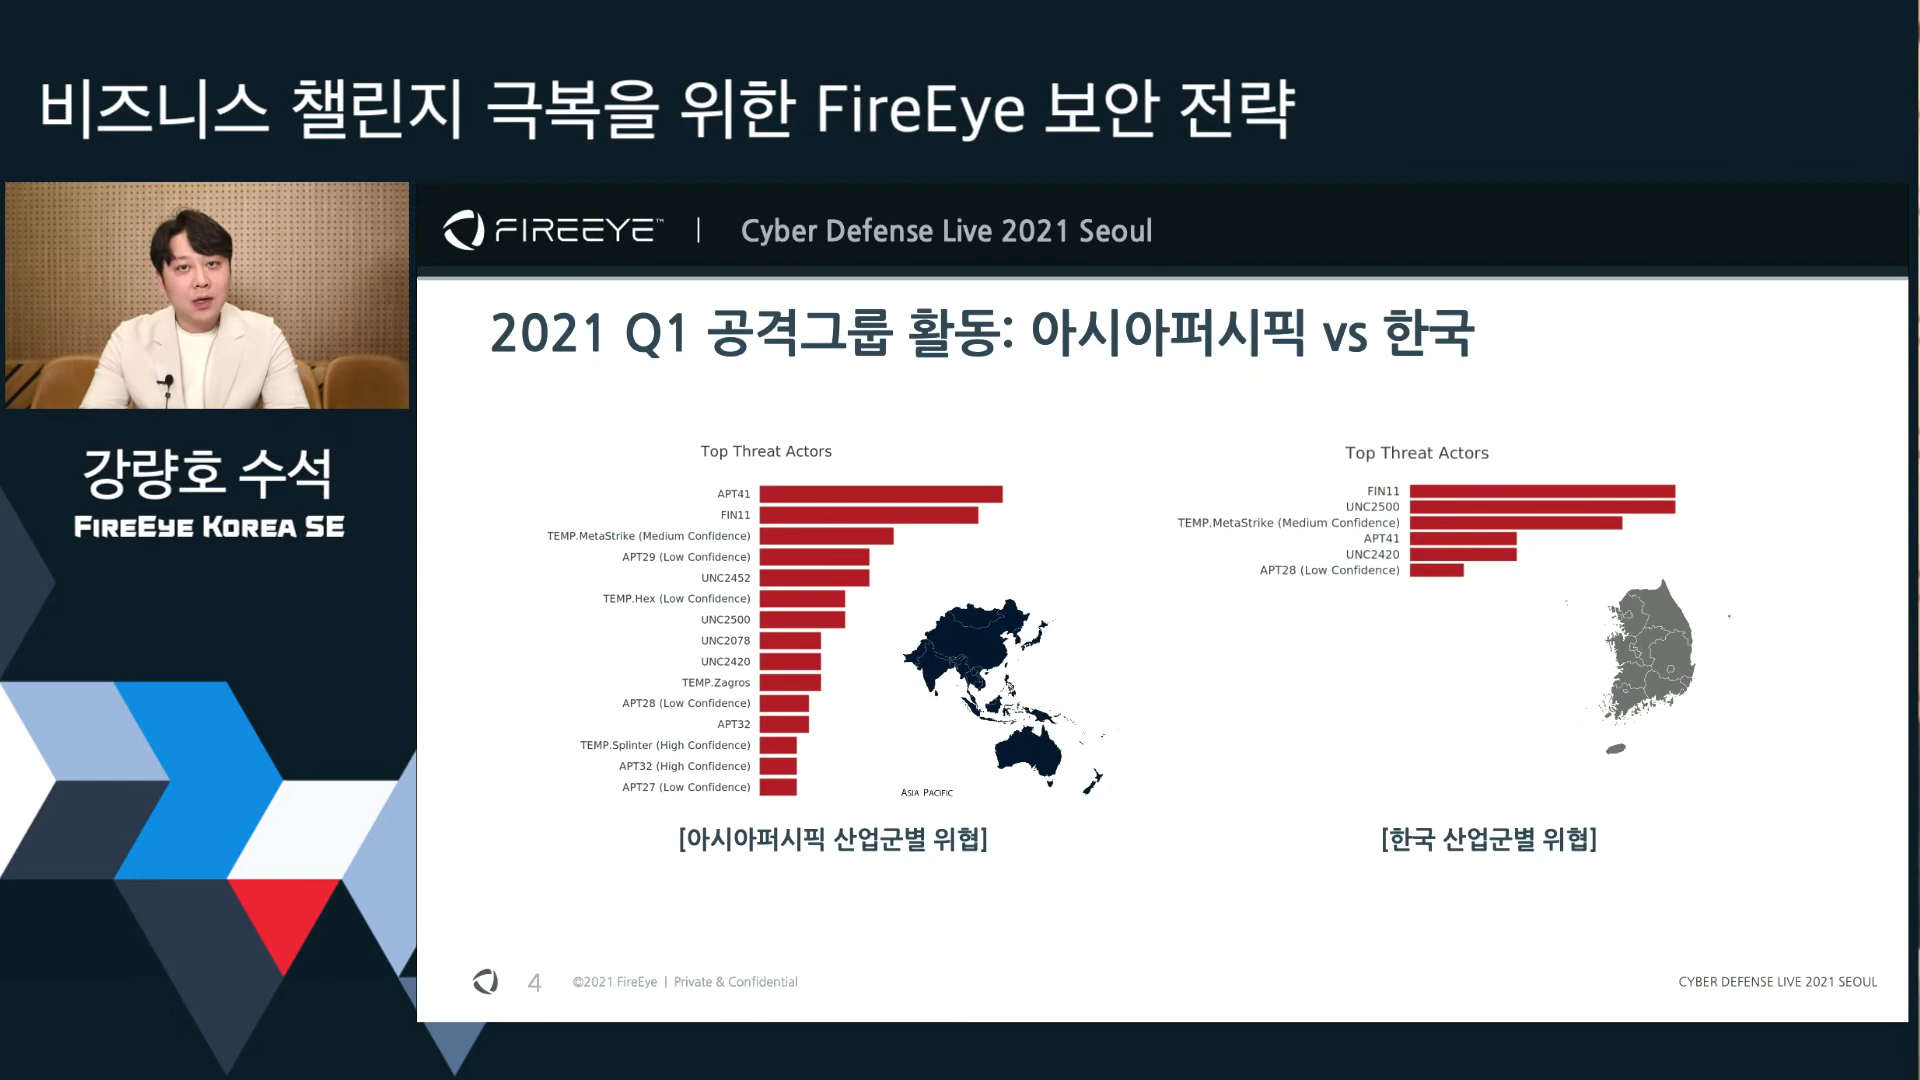 비즈니스 챌린지 극복을 위한 FireEye 보안 전략
FIREEYE™ | Cyber Defense Live 2021 Seoul
강량호 수석
FireEye Korea SE
2021 Q1 공격그룹 활동: 아시아퍼시픽 vs 한국
Top Threat Actors
APT41
FIN11
TEMP.MetaStrike (Medium Confidence)
APT29 (Low Confidence)
UNC2452
TEMP.Hex (Low Confidence)
UNC2500
UNC2078
UNC2420
TEMP.Zagros
APT28 (Low Confidence)
APT32
TEMP.Splinter (High Confidence)
APT32 (High Confidence)
APT27 (Low Confidence)
ASIA PACIFIC
[아시아퍼시픽 산업군별 위협]
Top Threat Actors
FIN11
UNC2500
TEMP.MetaStrike (Medium Confidence)
APT41
UNC2420
APT28 (Low Confidence)
[한국 산업군별 위협]
4 ©2021 FireEye | Private & Confidential
CYBER DEFENSE LIVE 2021 SEOUL